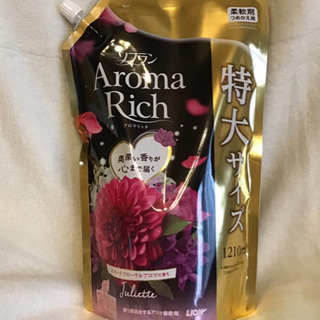 柔軟剤
つめかえ用
ソフラン
Aroma
Rich
アロマリッチ
奥深い香りが
心まで届く
特大サイズ
1210ml
スイートフローラルアロマの香り
Juliette
LION